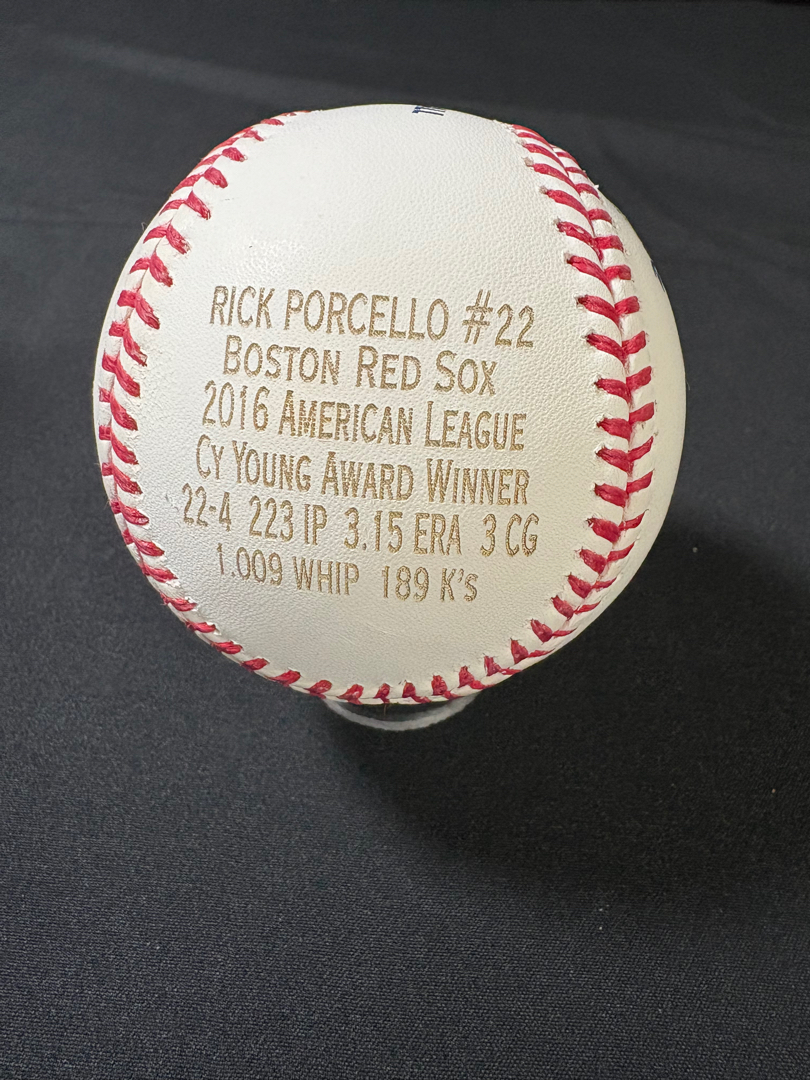 RICK PORCELLO #22
BOSTON RED SOX
2016 AMERICAN LEAGUE
CY YOUNG AWARD WINNER
22-4 223 IP 3.15 ERA 3 CG
1.009 WHIP 189 K's